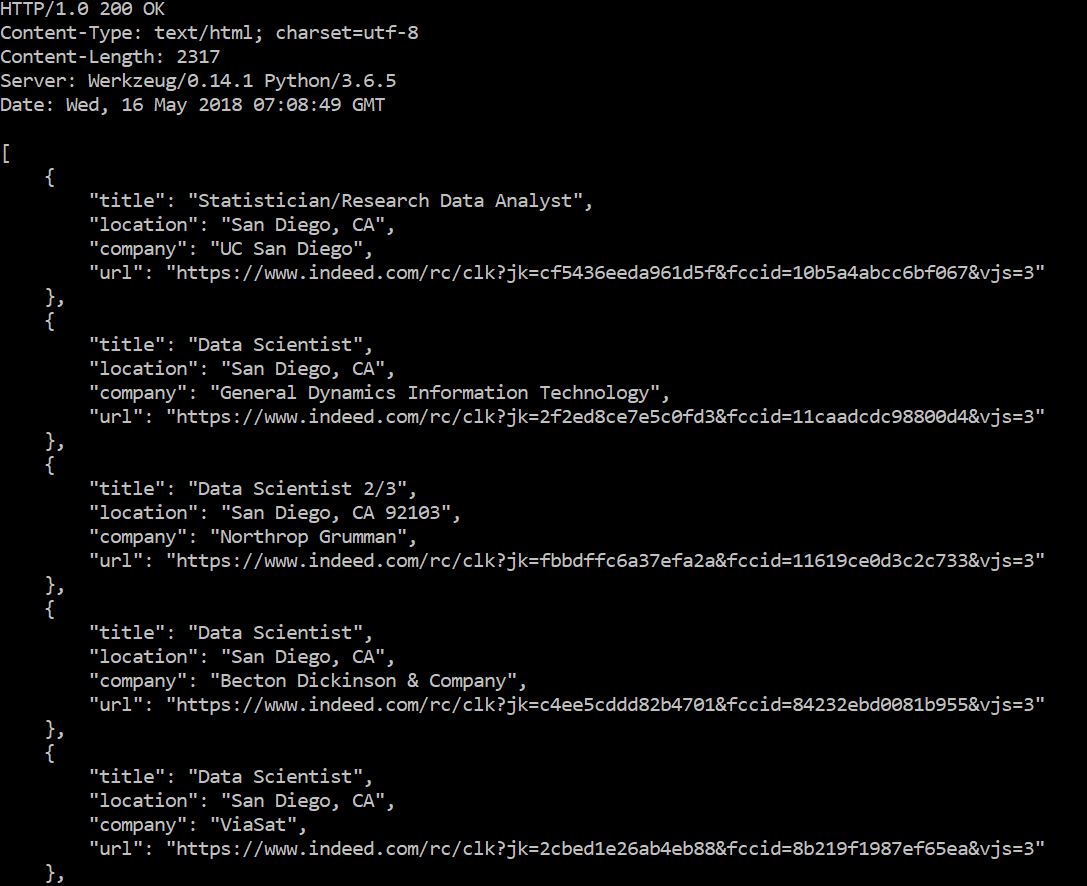 HTTP/1.0 200 OK
Content-Type: text/html; charset=utf-8
Content-Length: 2317
Server: Werkzeug/0.14.1 Python/3.6.5
Date: Wed, 16 May 2018 07:08:49 GMT

[
    {
        "title": "Statistician/Research Data Analyst",
        "location": "San Diego, CA",
        "company": "UC San Diego",
        "url": "https://www.indeed.com/rc/clk?jk=cf5436eeda961d5f&fccid=10b5a4abcc6bf067&vjs=3"
    },
    {
        "title": "Data Scientist",
        "location": "San Diego, CA",
        "company": "General Dynamics Information Technology",
        "url": "https://www.indeed.com/rc/clk?jk=2f2ed8ce7e5c0fd3&fccid=11caadcdc98800d4&vjs=3"
    },
    {
        "title": "Data Scientist 2/3",
        "location": "San Diego, CA 92103",
        "company": "Northrop Grumman",
        "url": "https://www.indeed.com/rc/clk?jk=fbbdffc6a37efa2a&fccid=11619ce0d3c2c733&vjs=3"
    },
    {
        "title": "Data Scientist",
        "location": "San Diego, CA",
        "company": "Becton Dickinson & Company",
        "url": "https://www.indeed.com/rc/clk?jk=c4ee5cddd82b4701&fccid=84232ebd0081b955&vjs=3"
    },
    {
        "title": "Data Scientist",
        "location": "San Diego, CA",
        "company": "ViaSat",
        "url": "https://www.indeed.com/rc/clk?jk=2cbed1e26ab4eb88&fccid=8b219f1987ef65ea&vjs=3"
    },